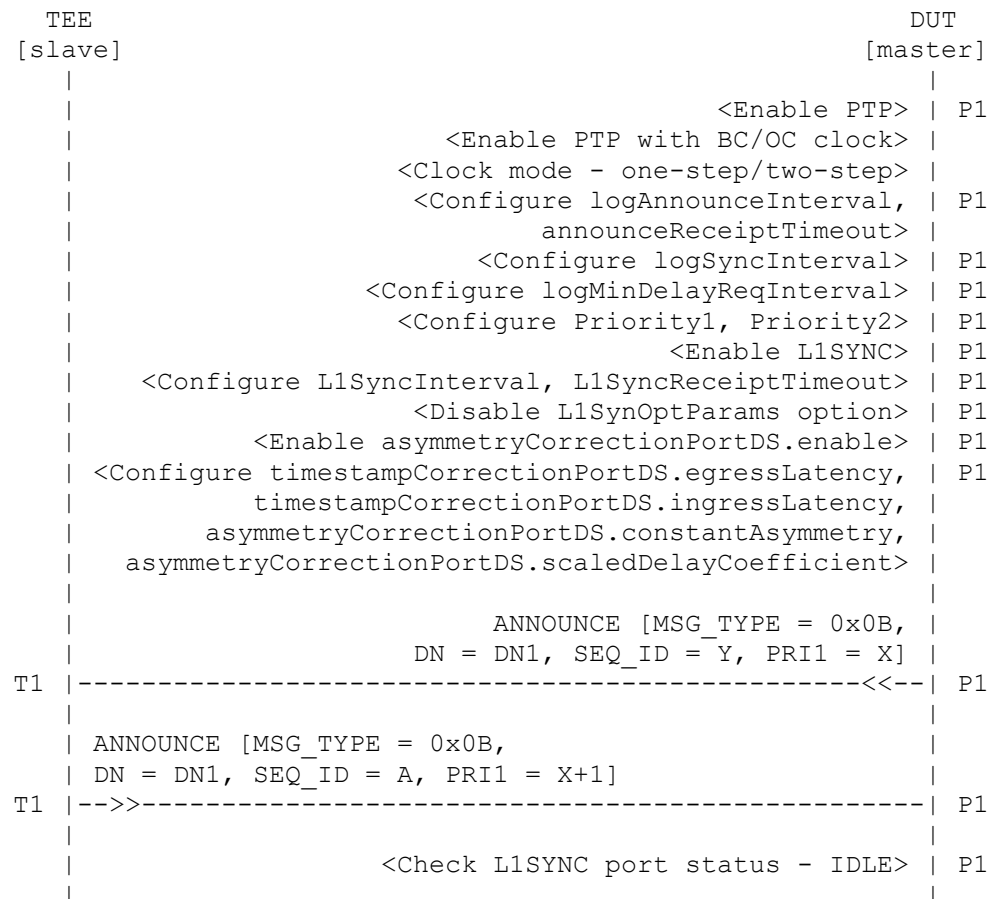 TEE DUT
[slave] [master]
| |
| <Enable PTP> | P1
| <Enable PTP with BC/OC clock> |
| <Clock mode - one-step/two-step> |
| <Configure logAnnounceInterval, | P1
| announceReceiptTimeout> |
| <Configure logSyncInterval> | P1
| <Configure logMinDelayReqInterval> | P1
| <Configure Priority1, Priority2> | P1
| <Enable L1SYNC> | P1
| <Configure L1SyncInterval, L1SyncReceiptTimeout> | P1
| <Disable L1SynOptParams option> | P1
| <Enable asymmetryCorrectionPortDS.enable> | P1
| <Configure timestampCorrectionPortDS.egressLatency, | P1
| timestampCorrectionPortDS.ingressLatency, |
| asymmetryCorrectionPortDS.constantAsymmetry, |
| asymmetryCorrectionPortDS.scaledDelayCoefficient> |
| |
| ANNOUNCE [MSG_TYPE = 0x0B, |
| DN = DN1, SEQ_ID = Y, PRI1 = X] |
T1 |-------------------------------------------------<<--| P1
| |
| ANNOUNCE [MSG_TYPE = 0x0B, |
| DN = DN1, SEQ_ID = A, PRI1 = X+1] |
T1 |-->>-------------------------------------------------| P1
| |
| <Check L1SYNC port status - IDLE> | P1
| |